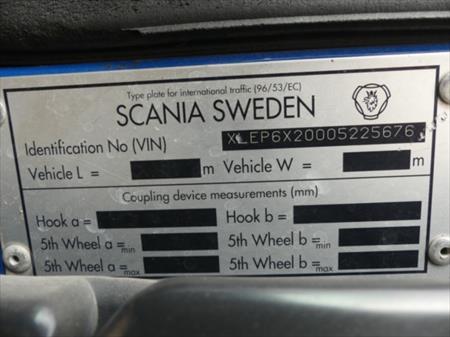 Type plate for international traffic (96/53/EC)
SCANIA SWEDEN
Identification No (VIN) XLEP6X20005225676
Vehicle L = m Vehicle W = m
Coupling device measurements (mm)
Hook a = Hook b =
5th Wheel a = min 5th Wheel b = min
5th Wheel a = max 5th Wheel b = max